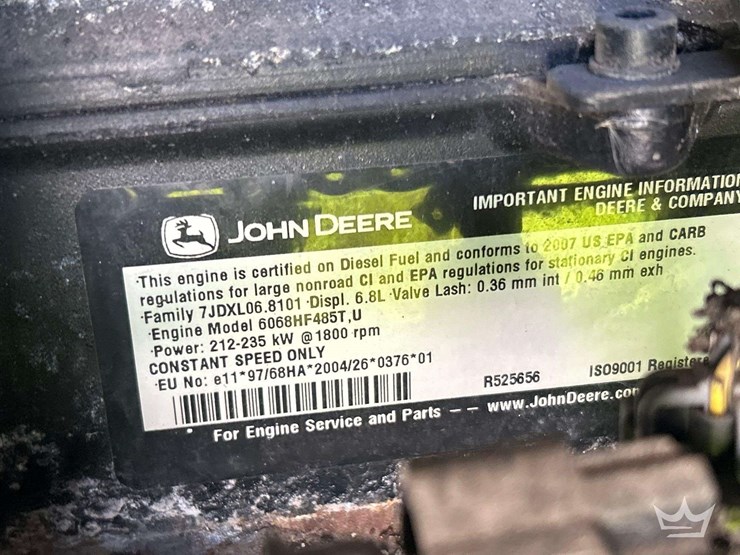 IMPORTANT ENGINE INFORMATION
DEERE & COMPANY
JOHN DEERE
·This engine is certified on Diesel Fuel and conforms to 2007 US EPA and CARB
regulations for large nonroad CI and EPA regulations for stationary CI engines.
·Family 7JDXL06.8101 ·Displ. 6.8L ·Valve Lash: 0.36 mm int / 0.46 mm exh
·Engine Model 6068HF485T,U
·Power: 212-235 kW @ 1800 rpm
CONSTANT SPEED ONLY
·EU No: e11*97/68HA*2004/26*0376*01
R525656
ISO9001 Registere
For Engine Service and Parts -- www.JohnDeere.com